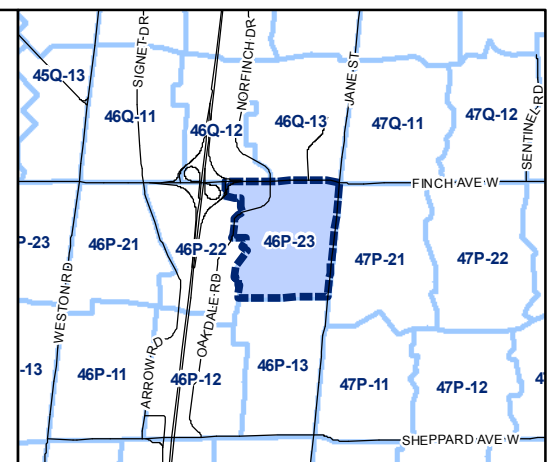 SIGNET DR
NORFINCH DR
JANE ST
45Q-13
46Q-11
46Q-12
46Q-13
47Q-11
47Q-12
SENTINEL RD
FINCH AVE W
P-23
46P-21
46P-22
46P-23
47P-21
47P-22
WESTON RD
OAKDALE RD
ARROW RD
-13
46P-11
46P-12
46P-13
47P-11
47P-12
4
SHEPPARD AVE W